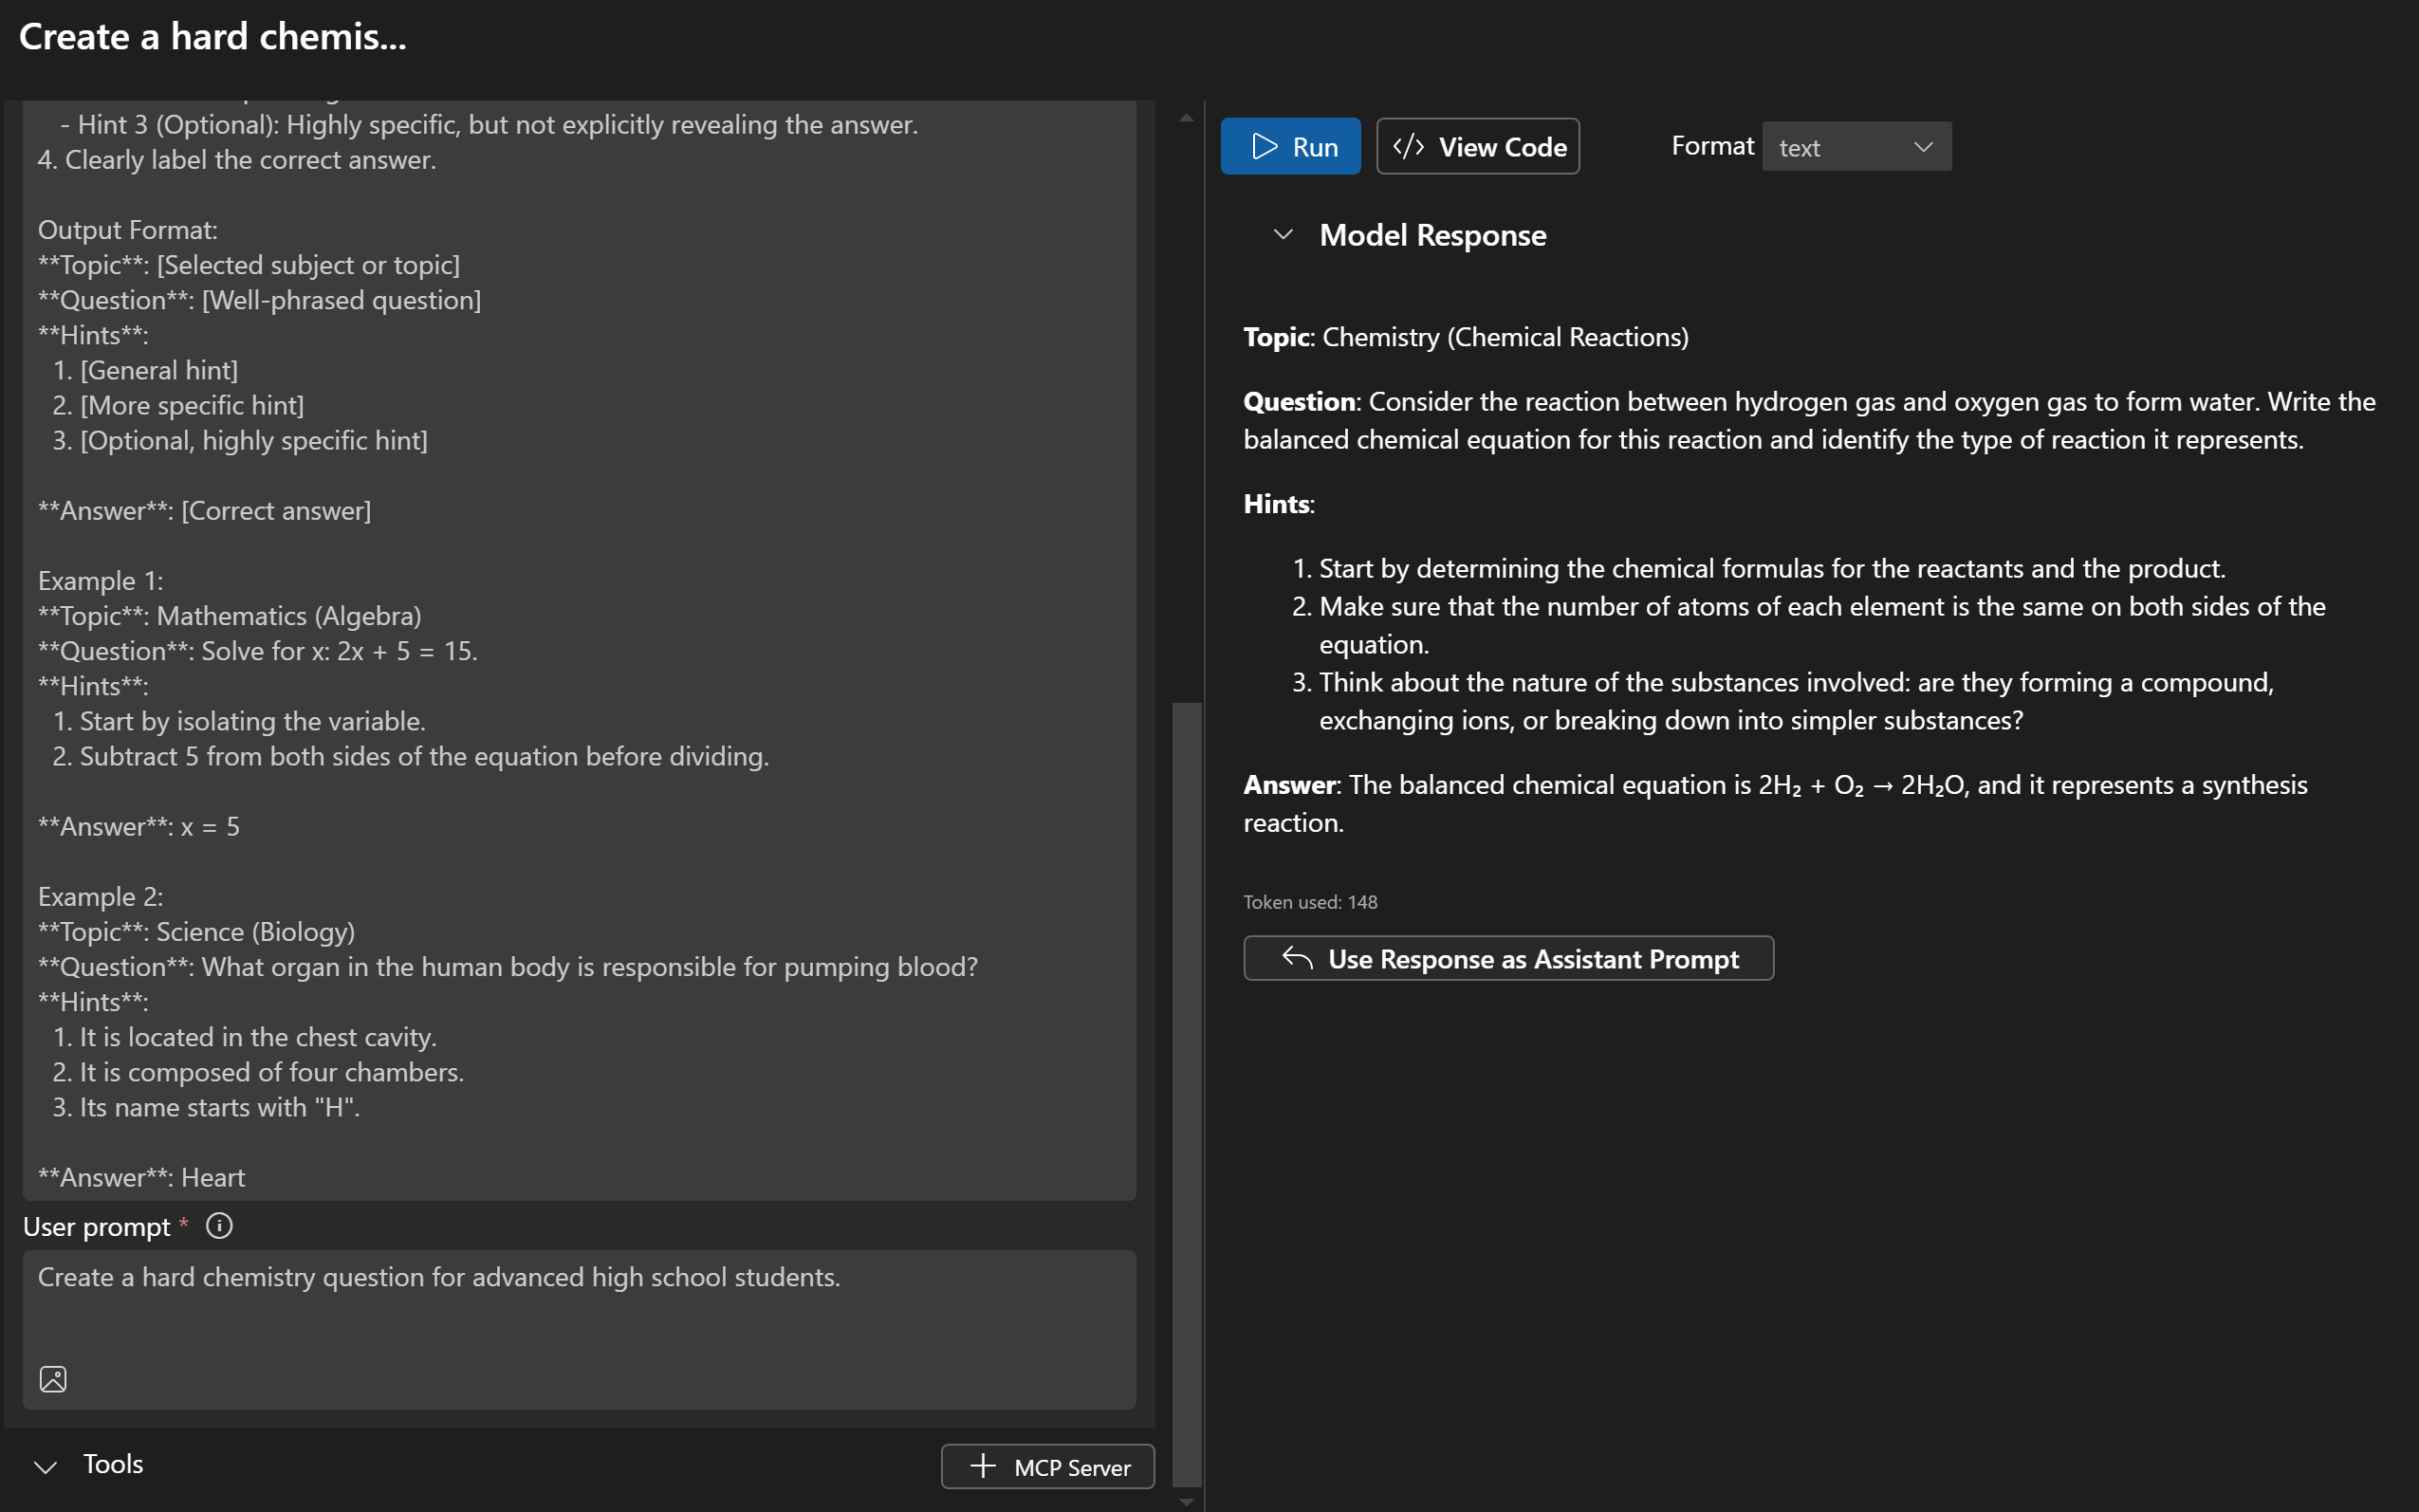 Create a hard chemis...
- Hint 3 (Optional): Highly specific, but not explicitly revealing the answer.
4. Clearly label the correct answer.
Output Format:
**Topic**: [Selected subject or topic]
**Question**: [Well-phrased question]
**Hints**:
1. [General hint]
2. [More specific hint]
3. [Optional, highly specific hint]
**Answer**: [Correct answer]
Example 1:
**Topic**: Mathematics (Algebra)
**Question**: Solve for x: 2x + 5 = 15.
**Hints**:
1. Start by isolating the variable.
2. Subtract 5 from both sides of the equation before dividing.
**Answer**: x = 5
Example 2:
**Topic**: Science (Biology)
**Question**: What organ in the human body is responsible for pumping blood?
**Hints**:
1. It is located in the chest cavity.
2. It is composed of four chambers.
3. Its name starts with "H".
**Answer**: Heart
User prompt *
Create a hard chemistry question for advanced high school students.
Tools
MCP Server
Run
View Code
Format text
Model Response
Topic: Chemistry (Chemical Reactions)
Question: Consider the reaction between hydrogen gas and oxygen gas to form water. Write the
balanced chemical equation for this reaction and identify the type of reaction it represents.
Hints:
1. Start by determining the chemical formulas for the reactants and the product.
2. Make sure that the number of atoms of each element is the same on both sides of the
equation.
3. Think about the nature of the substances involved: are they forming a compound,
exchanging ions, or breaking down into simpler substances?
Answer: The balanced chemical equation is 2H₂ + O₂ → 2H₂O, and it represents a synthesis
reaction.
Token used: 148
Use Response as Assistant Prompt